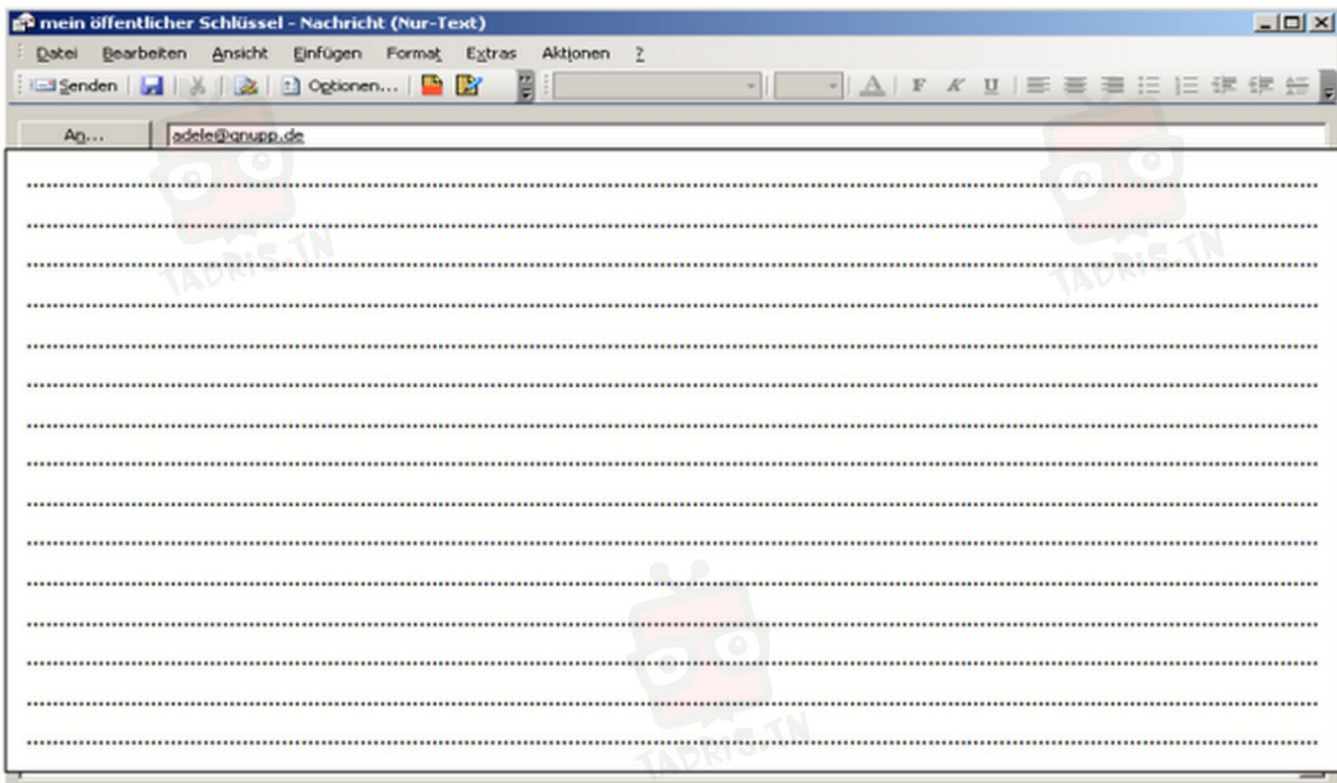 mein öffentlicher Schlüssel - Nachricht (Nur-Text)
Datei Bearbeiten Ansicht Einfügen Format Extras Aktionen ?
Senden Optionen... A F K U
An... adele@gnupp.de
TADRIS.TN TADRIS.TN
TADRIS.TN